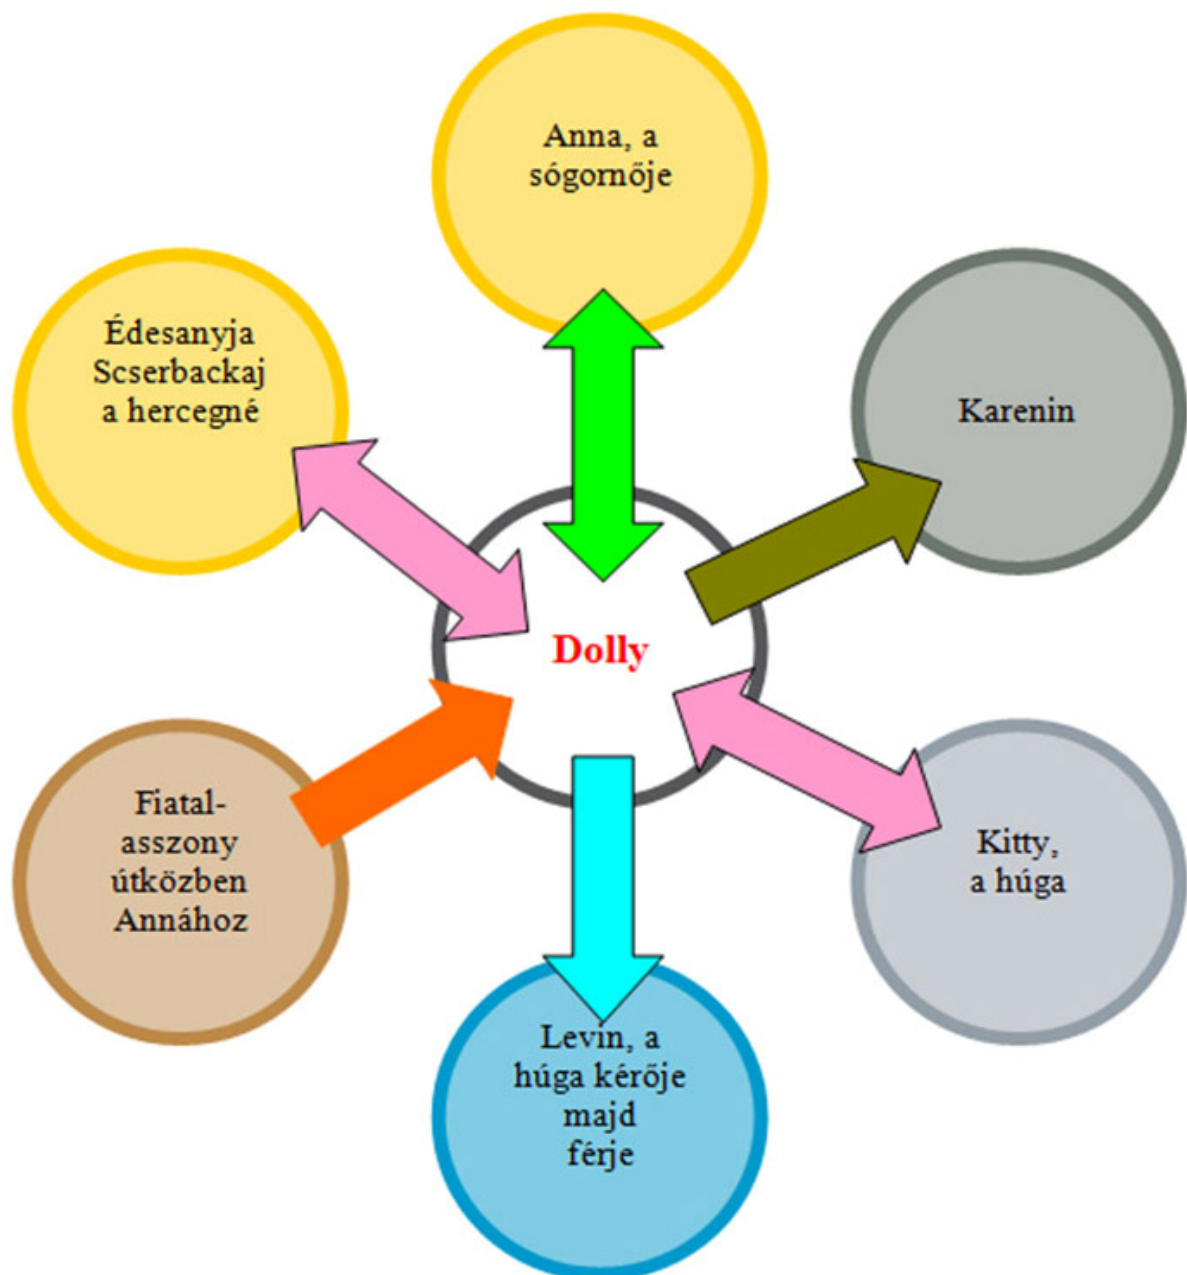 Anna, a
sógornője
Édesanyja
Scserbackaj
a hercegné
Karenin
Dolly
Fiatal-
asszony
útközben
Annához
Kitty,
a húga
Levin, a
húga kérője
majd
férje